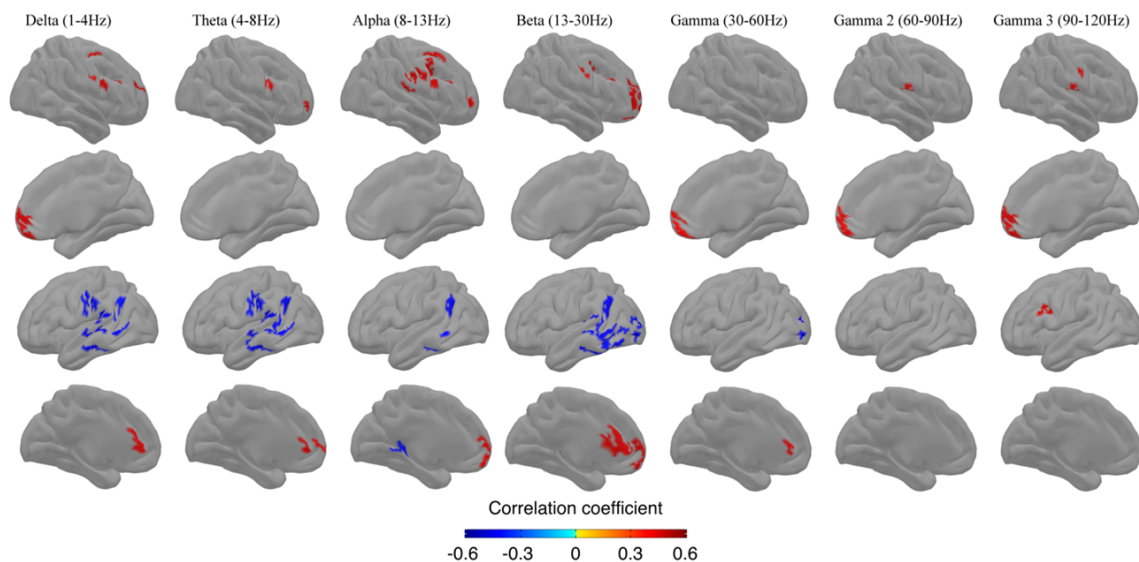 Delta (1-4Hz) Theta (4-8Hz) Alpha (8-13Hz) Beta (13-30Hz) Gamma (30-60Hz) Gamma 2 (60-90Hz) Gamma 3 (90-120Hz)
Correlation coefficient
-0.6 -0.3 0 0.3 0.6